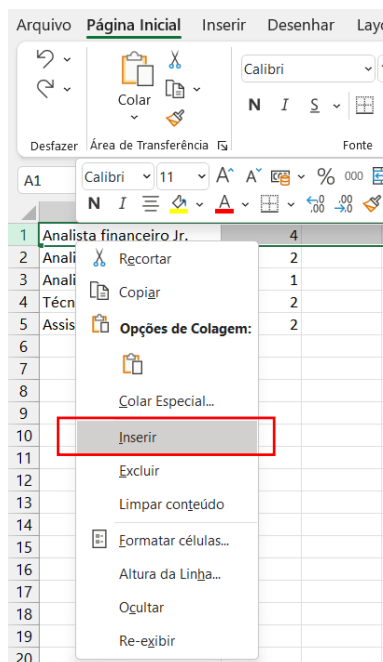 Arquivo Página Inicial Inserir Desenhar
Calibri
Colar
N I S
Desfazer Área de Transferência Fonte
A1 Calibri 11 A^ A˅ % 000
N I A ,00
1 Analista financeiro Jr. 4
2 2
3 1
4 2
5 2
6
7
8
9
10
11
12
13
14
15
16
17
18
19
20
Recortar
Copiar
Opções de Colagem:
Colar Especial...
Inserir
Excluir
Limpar conteúdo
Formatar células...
Altura da Linha...
Ocultar
Re-exibir